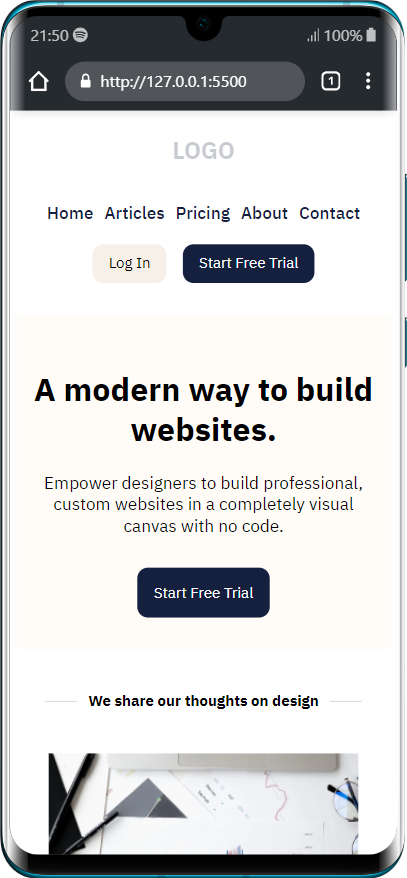 21:50 100%
http://127.0.0.1:5500 1
LOGO
Home Articles Pricing About Contact
Log In Start Free Trial
A modern way to build
websites.
Empower designers to build professional,
custom websites in a completely visual
canvas with no code.
Start Free Trial
We share our thoughts on design